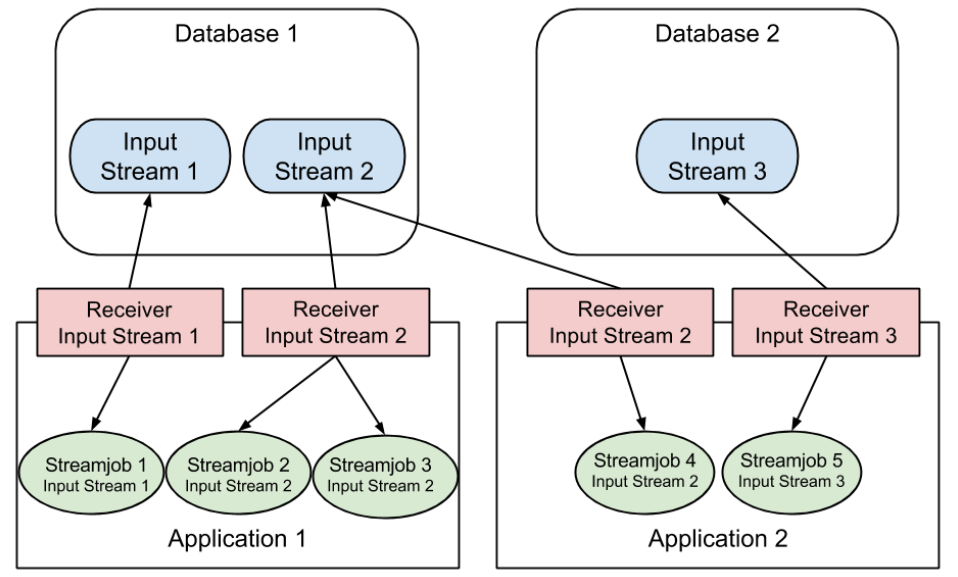 Database 1
Database 2
Input
Stream 1
Input
Stream 2
Input
Stream 3
Receiver
Input Stream 1
Receiver
Input Stream 2
Receiver
Input Stream 2
Receiver
Input Stream 3
Streamjob 1
Input Stream 1
Streamjob 2
Input Stream 2
Streamjob 3
Input Stream 2
Streamjob 4
Input Stream 2
Streamjob 5
Input Stream 3
Application 1
Application 2